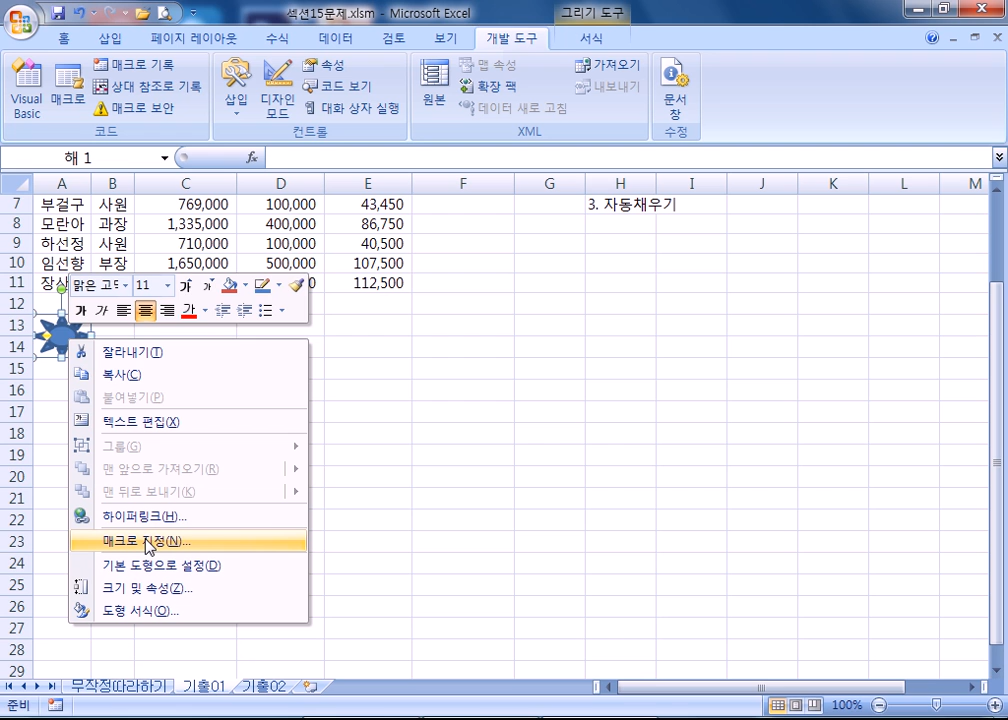 섹션15문제.xlsm - Microsoft Excel
그리기 도구
홈 삽입 페이지 레이아웃 수식 데이터 검토 보기 개발 도구 서식
Visual Basic
매크로
매크로 기록
상대 참조로 기록
매크로 보안
코드
삽입
디자인 모드
속성
코드 보기
대화 상자 실행
컨트롤
원본
맵 속성
확장 팩
데이터 새로 고침
가져오기
내보내기
XML
문서 창
수정
해 1
fx
A B C D E F G H I J K L M
7 부걸구 사원 769,000 100,000 43,450 3. 자동채우기
8 모란아 과장 1,335,000 400,000 86,750
9 하선정 사원 710,000 100,000 40,500
10 임선향 부장 1,650,000 500,000 107,500
11 장 0 112,500
맑은 고딕 11 가 가
가 가 가
12
13
14
15
16
17
18
19
20
21
22
23
24
25
26
27
28
29
잘라내기(T)
복사(C)
붙여넣기(P)
텍스트 편집(X)
그룹(G)
맨 앞으로 가져오기(R)
맨 뒤로 보내기(K)
하이퍼링크(H)...
매크로 지정(N)...
기본 도형으로 설정(D)
크기 및 속성(Z)...
도형 서식(O)...
무작정따라하기 기출01 기출02
준비
100%